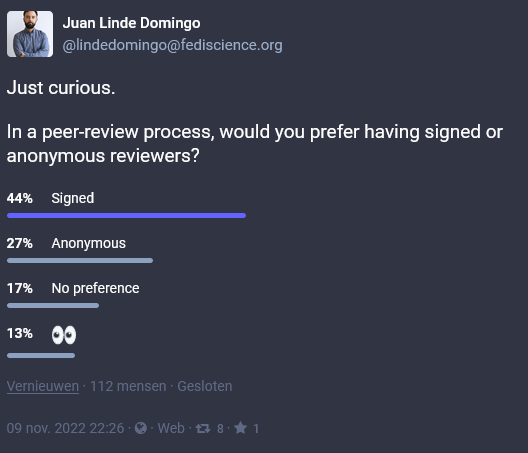 Juan Linde Domingo
@lindedomingo@fediscience.org
Just curious.
In a peer-review process, would you prefer having signed or
anonymous reviewers?
44% Signed
27% Anonymous
17% No preference
13% 👀
Vernieuwen · 112 mensen · Gesloten
09 nov. 2022 22:26 · Web · 8 · 1